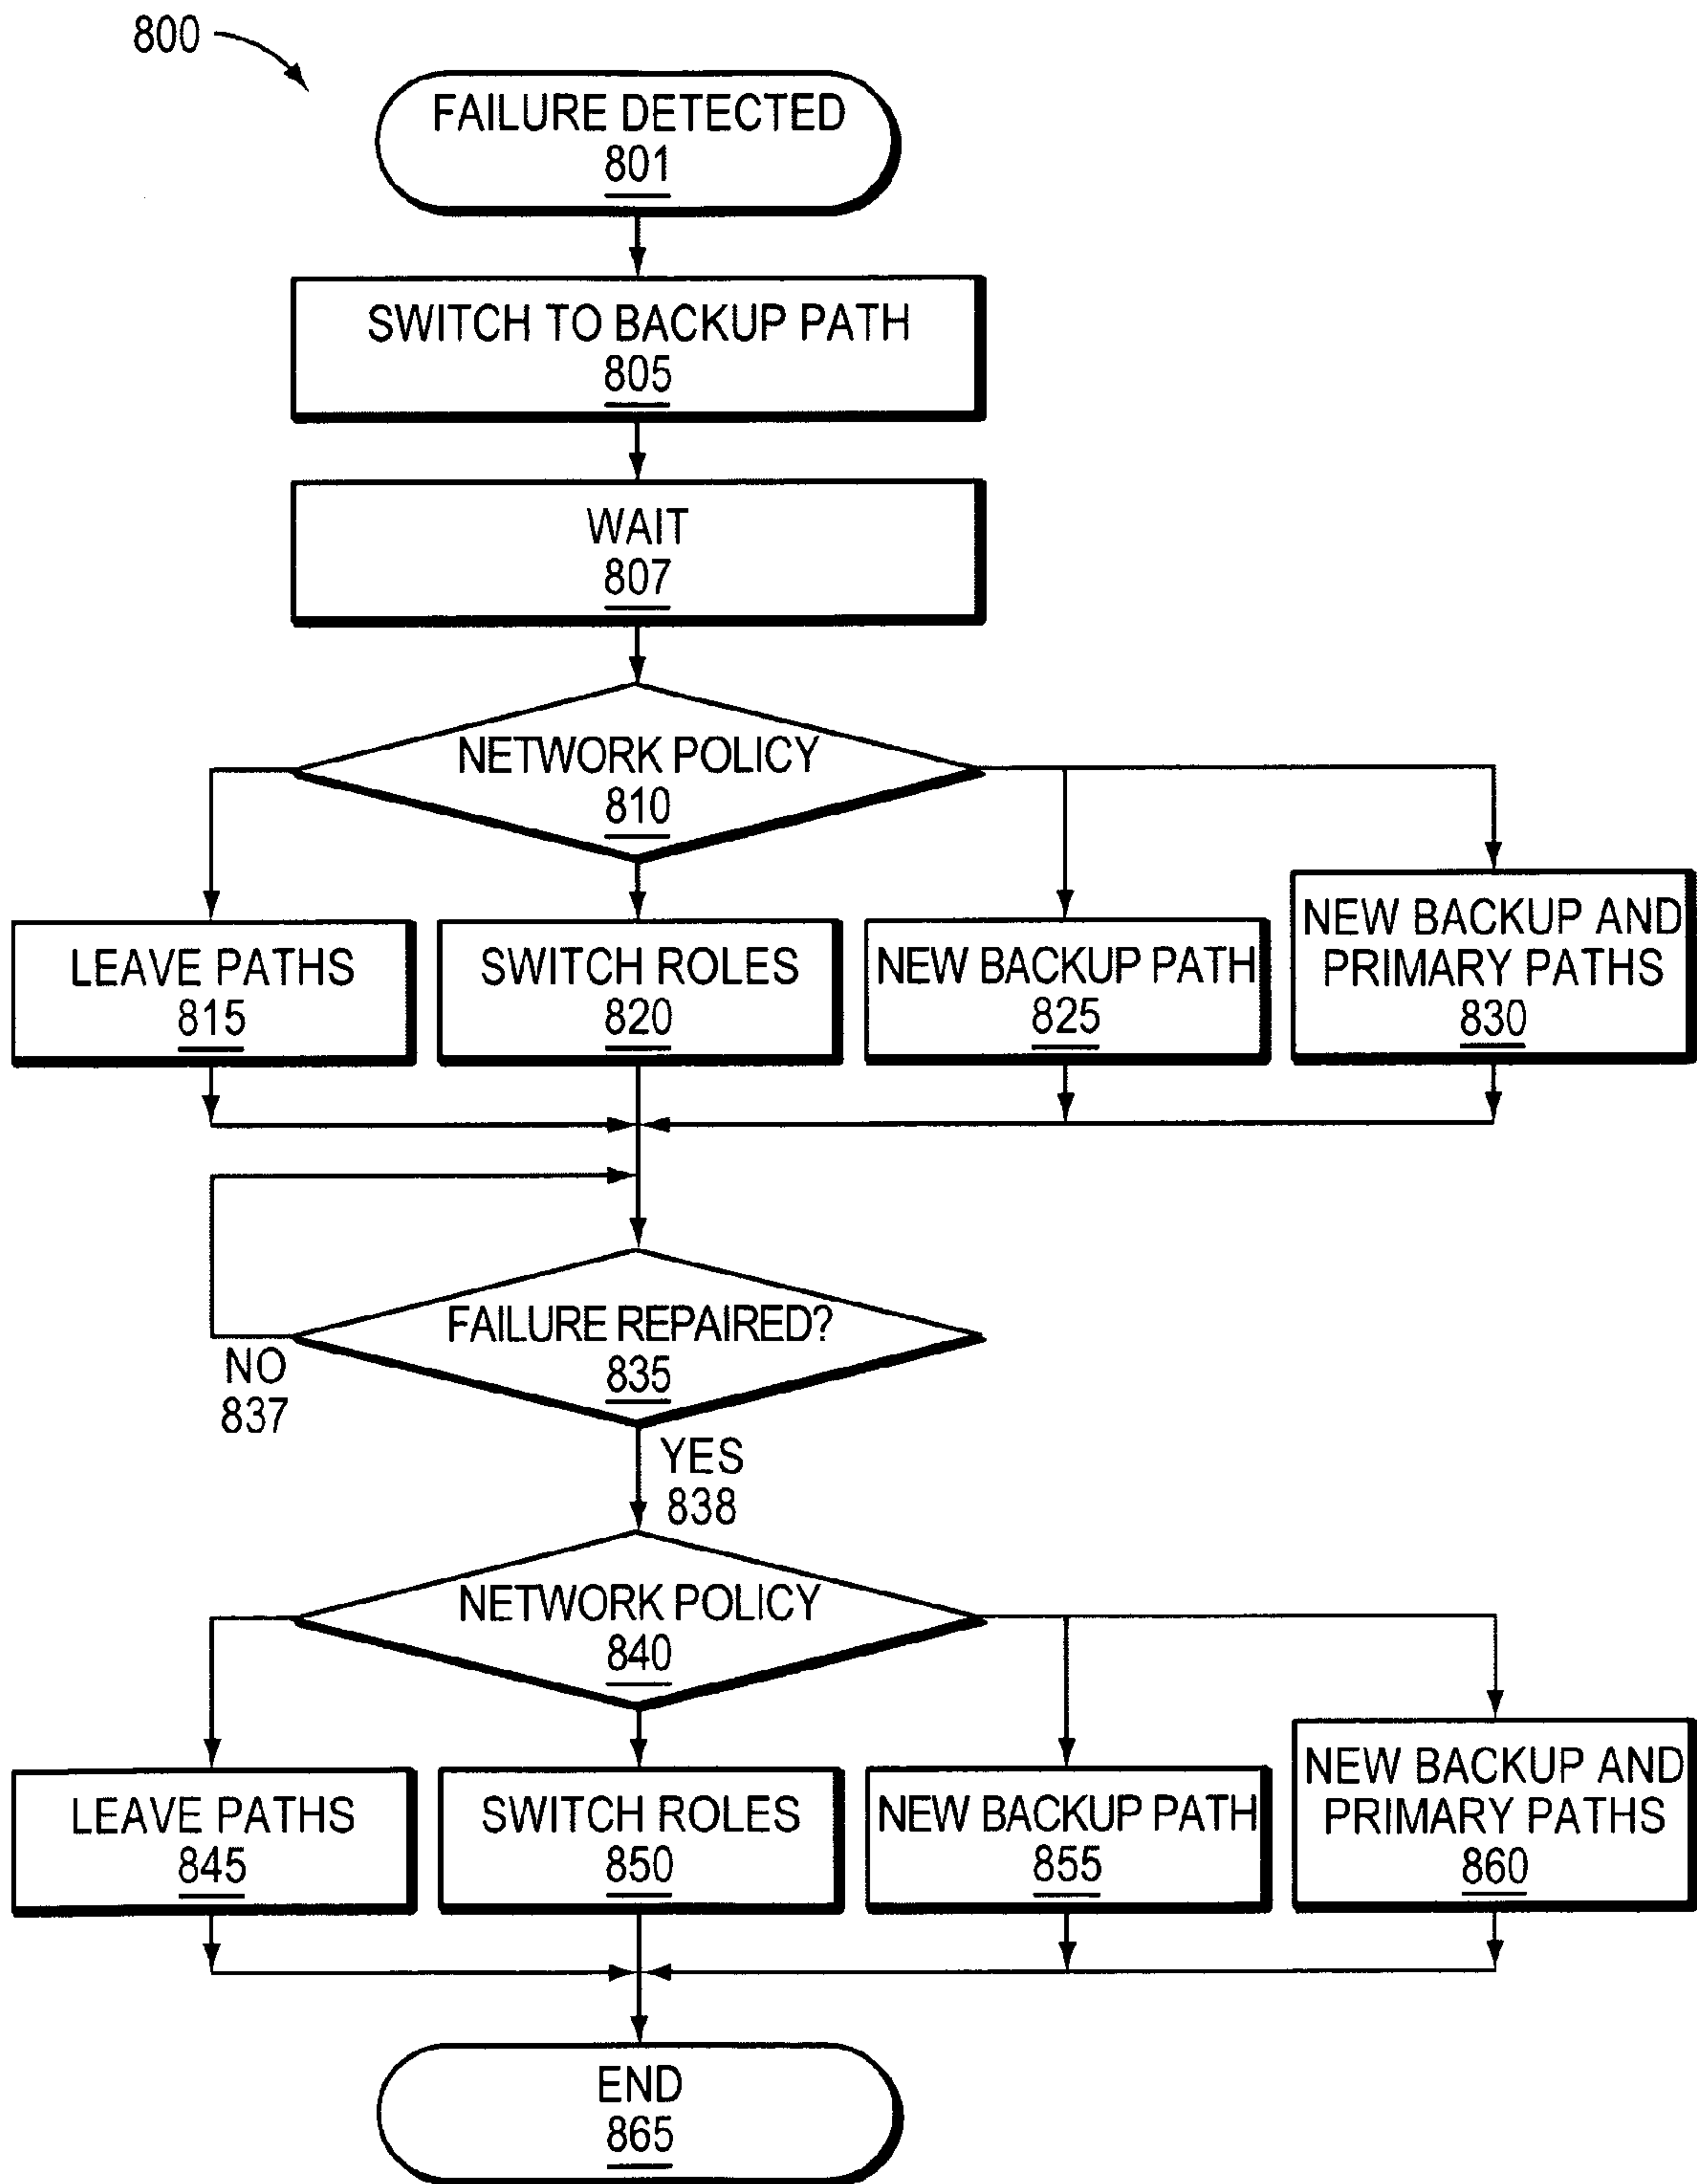 800
FAILURE DETECTED
801
SWITCH TO BACKUP PATH
805
WAIT
807
NETWORK POLICY
810
LEAVE PATHS
815
SWITCH ROLES
820
NEW BACKUP PATH
825
NEW BACKUP AND
PRIMARY PATHS
830
FAILURE REPAIRED?
835
NO
837
YES
838
NETWORK POLICY
840
LEAVE PATHS
845
SWITCH ROLES
850
NEW BACKUP PATH
855
NEW BACKUP AND
PRIMARY PATHS
860
END
865